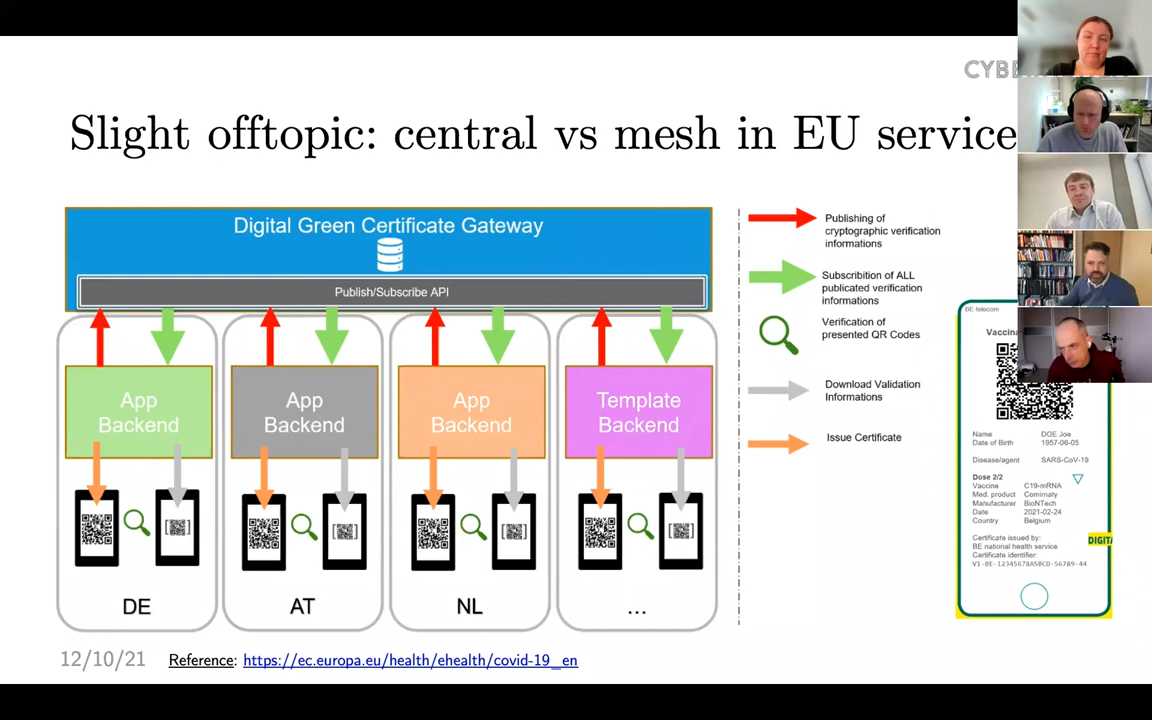 CYBE
Slight offtopic: central vs mesh in EU service
Digital Green Certificate Gateway
Publish/Subscribe API
App
Backend
App
Backend
App
Backend
Template
Backend
DE
AT
NL
...
Publishing of
cryptographic verification
informations
Subscribition of ALL
publicated verification
informations
Verification of
presented QR Codes
Download Validation
Informations
Issue Certificate
BE-telecom
Vaccina
Name DOE Joe
Date of Birth 1957-06-05
Disease/agent SARS-CoV-19
Dose 2/2
Vaccine C19-mRNA
Med. product Comirnaty
Manufacturer BioNTech
Date 2021-02-24
Country Belgium
Certificate issued by:
BE national health service
Certificate identifier:
V1-BE-12345678ASBCD-56789-44
DIGITA
12/10/21
Reference: https://ec.europa.eu/health/ehealth/covid-19_en